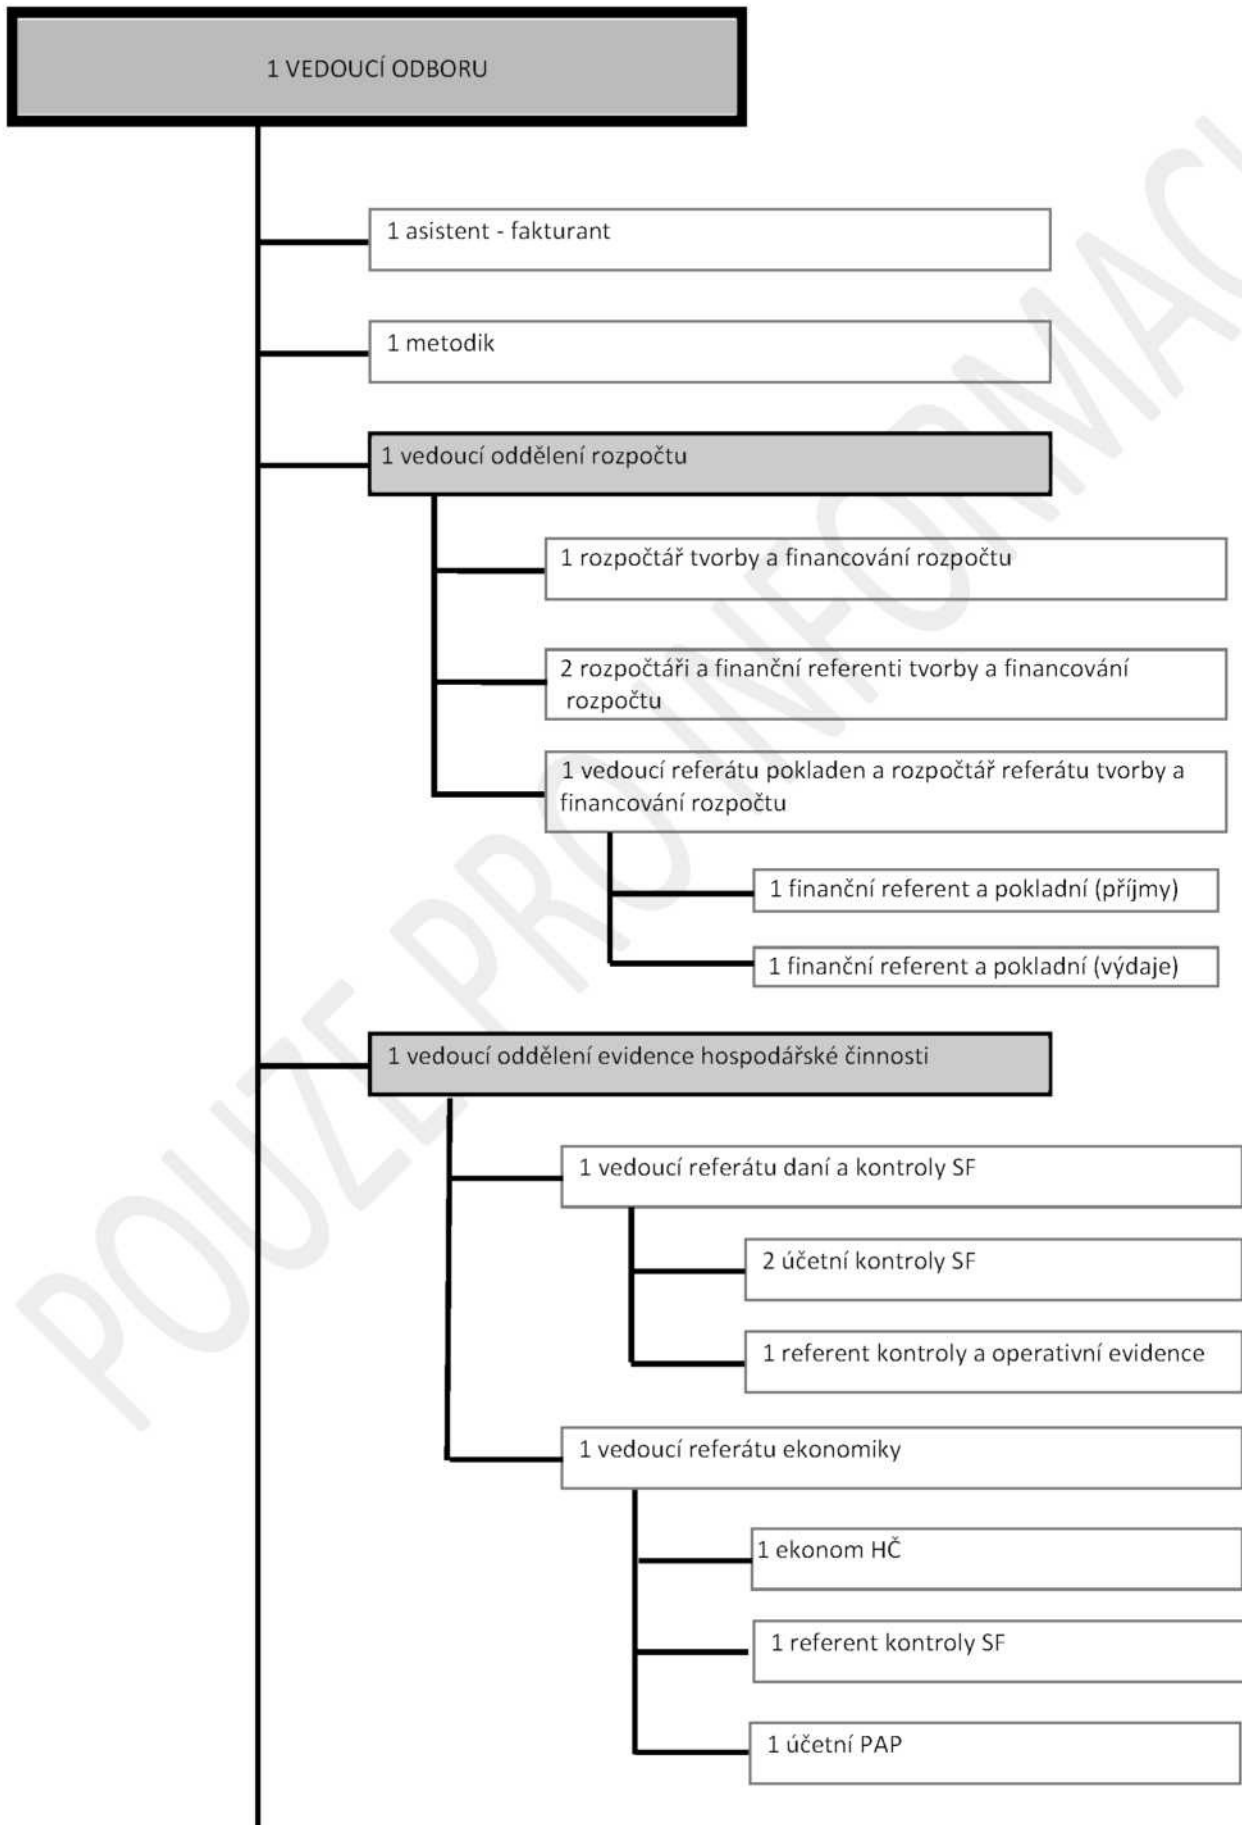 1 VEDOUCÍ ODBORU
1 asistent - fakturant
1 metodik
1 vedoucí oddělení rozpočtu
1 rozpočtář tvorby a financování rozpočtu
2 rozpočtáři a finanční referenti tvorby a financování
rozpočtu
1 vedoucí referátu pokladen a rozpočtář referátu tvorby a
financování rozpočtu
1 finanční referent a pokladní (příjmy)
1 finanční referent a pokladní (výdaje)
1 vedoucí oddělení evidence hospodářské činnosti
1 vedoucí referátu daní a kontroly SF
2 účetní kontroly SF
1 referent kontroly a operativní evidence
1 vedoucí referátu ekonomiky
1 ekonom HČ
1 referent kontroly SF
1 účetní PAP
POUZE PRO INFORMACI